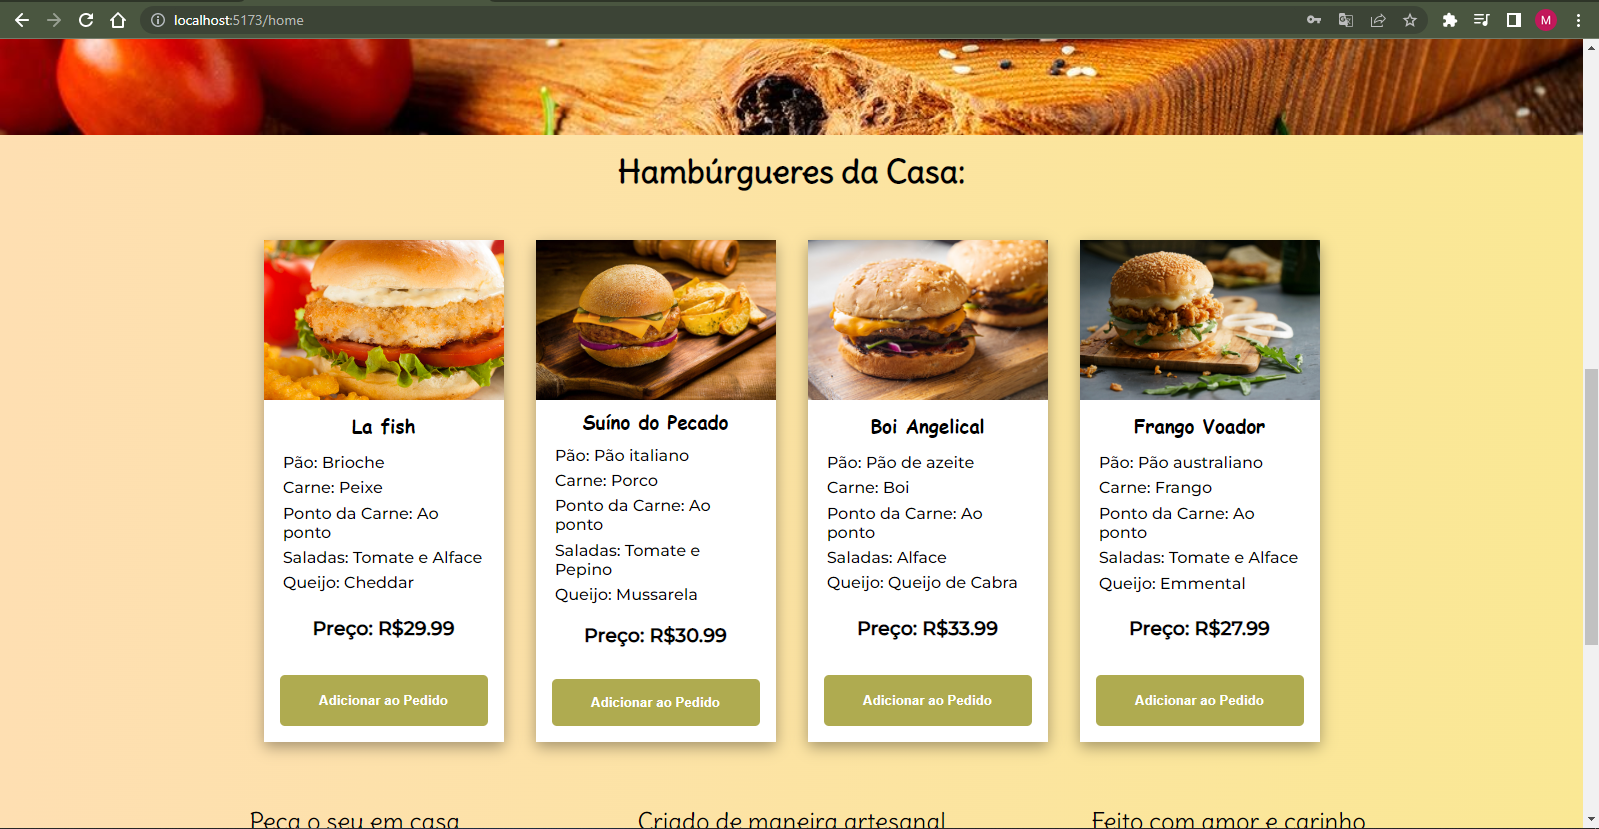 localhost:5173/home
M
Hambúrgueres da Casa:
La fish
Pão: Brioche
Carne: Peixe
Ponto da Carne: Ao
ponto
Saladas: Tomate e Alface
Queijo: Cheddar
Preço: R$29.99
Adicionar ao Pedido
Suíno do Pecado
Pão: Pão italiano
Carne: Porco
Ponto da Carne: Ao
ponto
Saladas: Tomate e
Pepino
Queijo: Mussarela
Preço: R$30.99
Adicionar ao Pedido
Boi Angelical
Pão: Pão de azeite
Carne: Boi
Ponto da Carne: Ao
ponto
Saladas: Alface
Queijo: Queijo de Cabra
Preço: R$33.99
Adicionar ao Pedido
Frango Voador
Pão: Pão australiano
Carne: Frango
Ponto da Carne: Ao
ponto
Saladas: Tomate e Alface
Queijo: Emmental
Preço: R$27.99
Adicionar ao Pedido
Peça o seu em casa
Criado de maneira artesanal
Feito com amor e carinho